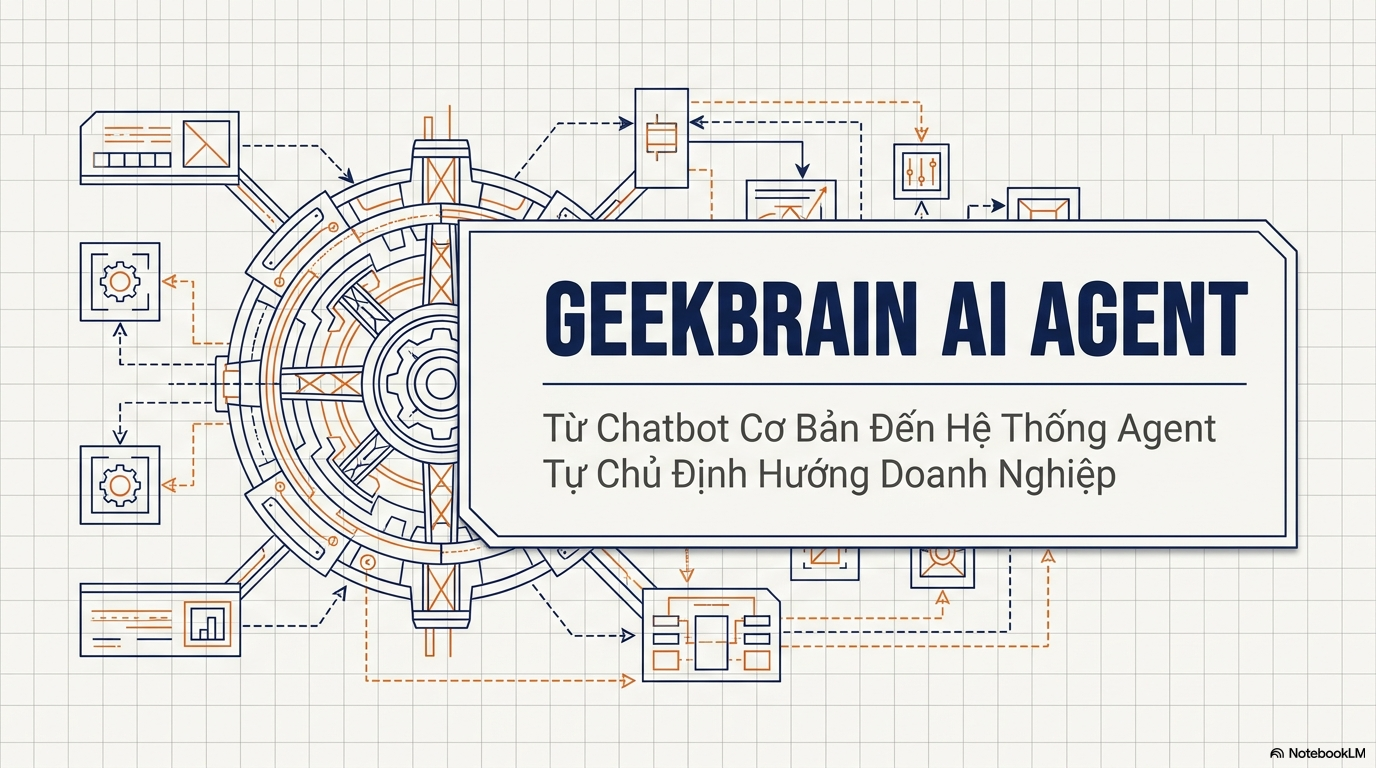 GEEKBRAIN AI AGENT
Từ Chatbot Cơ Bản Đến Hệ Thống Agent
Tự Chủ Định Hướng Doanh Nghiệp
NotebookLM